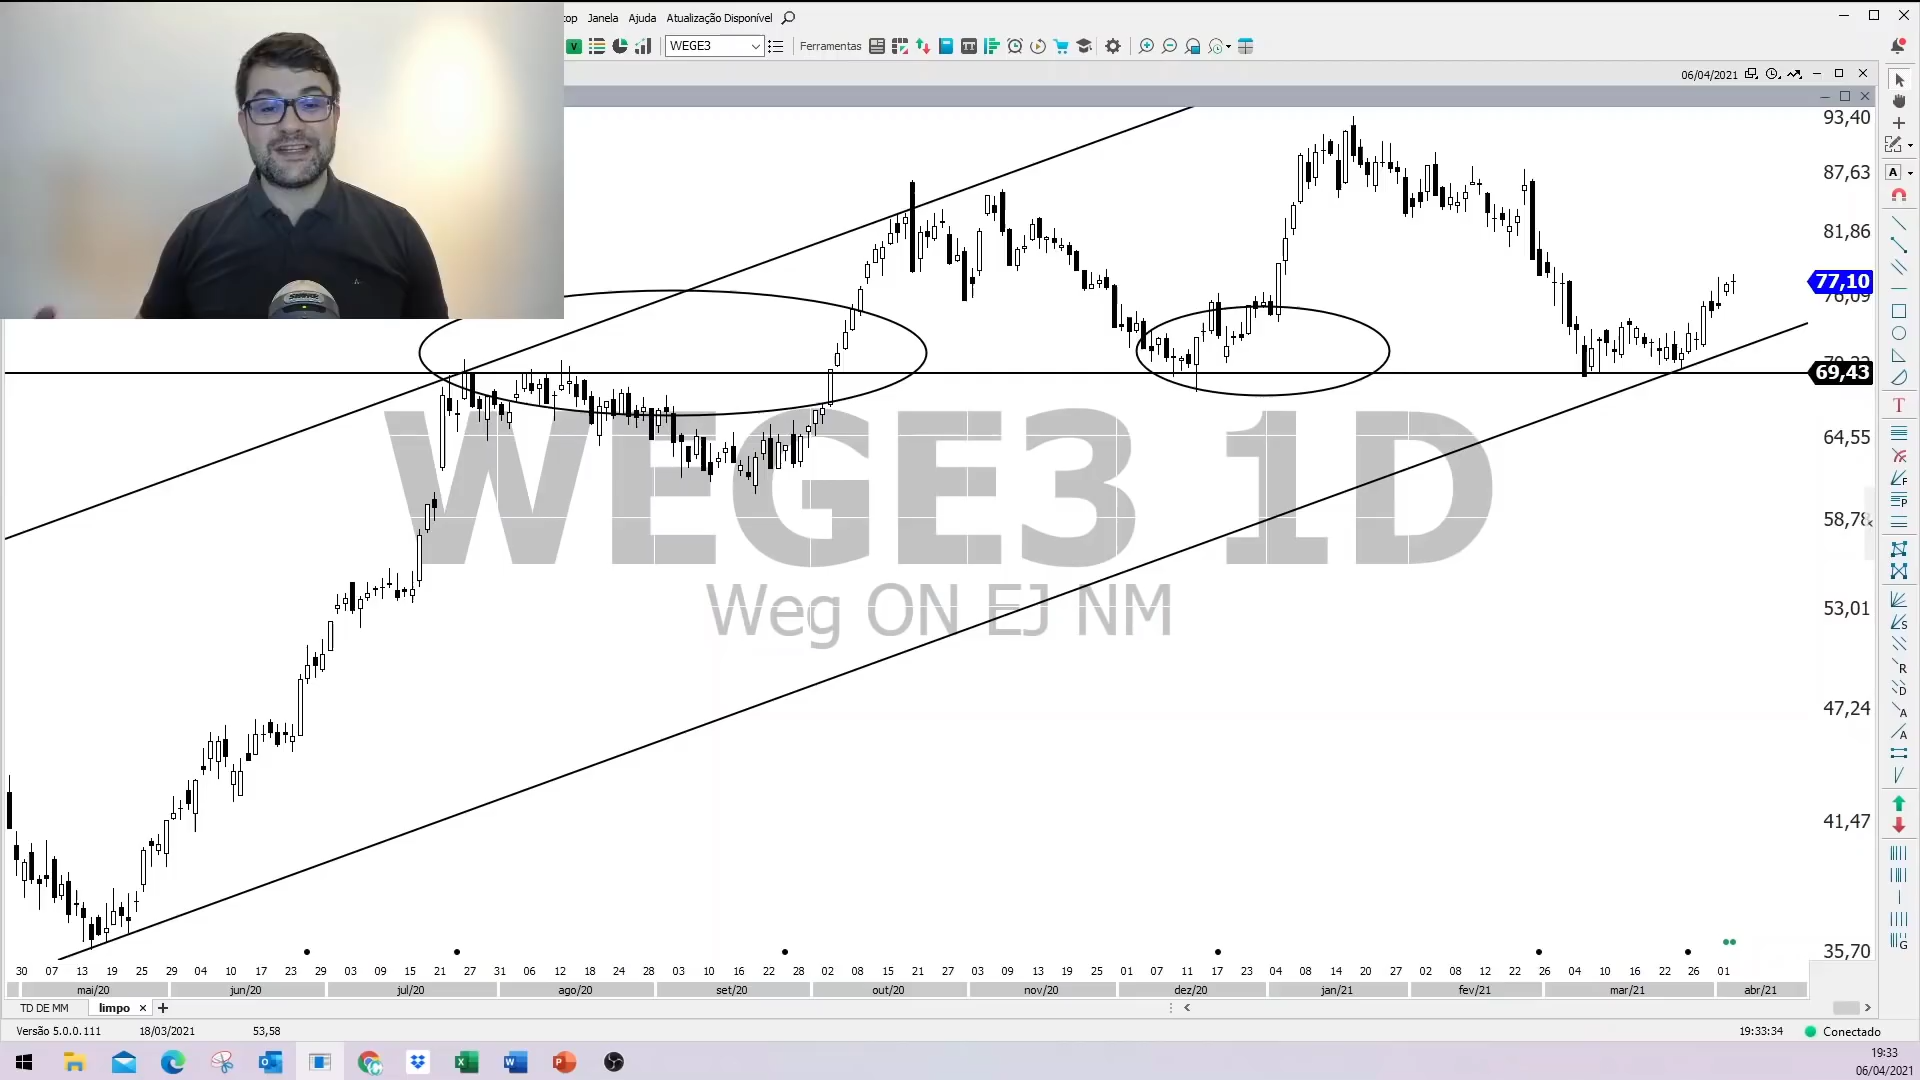 Janela Ajuda Atualização Disponível
WEGE3 Ferramentas
06/04/2021
93,40
87,63
81,86
77,10
76,09
69,43
64,55
58,78
53,01
47,24
41,47
35,70
WEGE3 1D
Weg ON EJ NM
30 07 13 19 25 29 04 10 17 23 29 03 09 15 21 27 31 06 12 18 24 28 03 10 16 22 28 02 08 14 20 26 03 09 13 19 25 01 07 11 17 23 04 08 14 20 27 02 08 12 22 26 04 10 16 22 26 01
mai/20 jun/20 jul/20 ago/20 set/20 out/20 nov/20 dez/20 jan/21 fev/21 mar/21 abr/21
TD DE MM limpo
Versão 5.0.0.111 18/03/2021 53,58 19:33:34 Conectado
19:33
06/04/2021